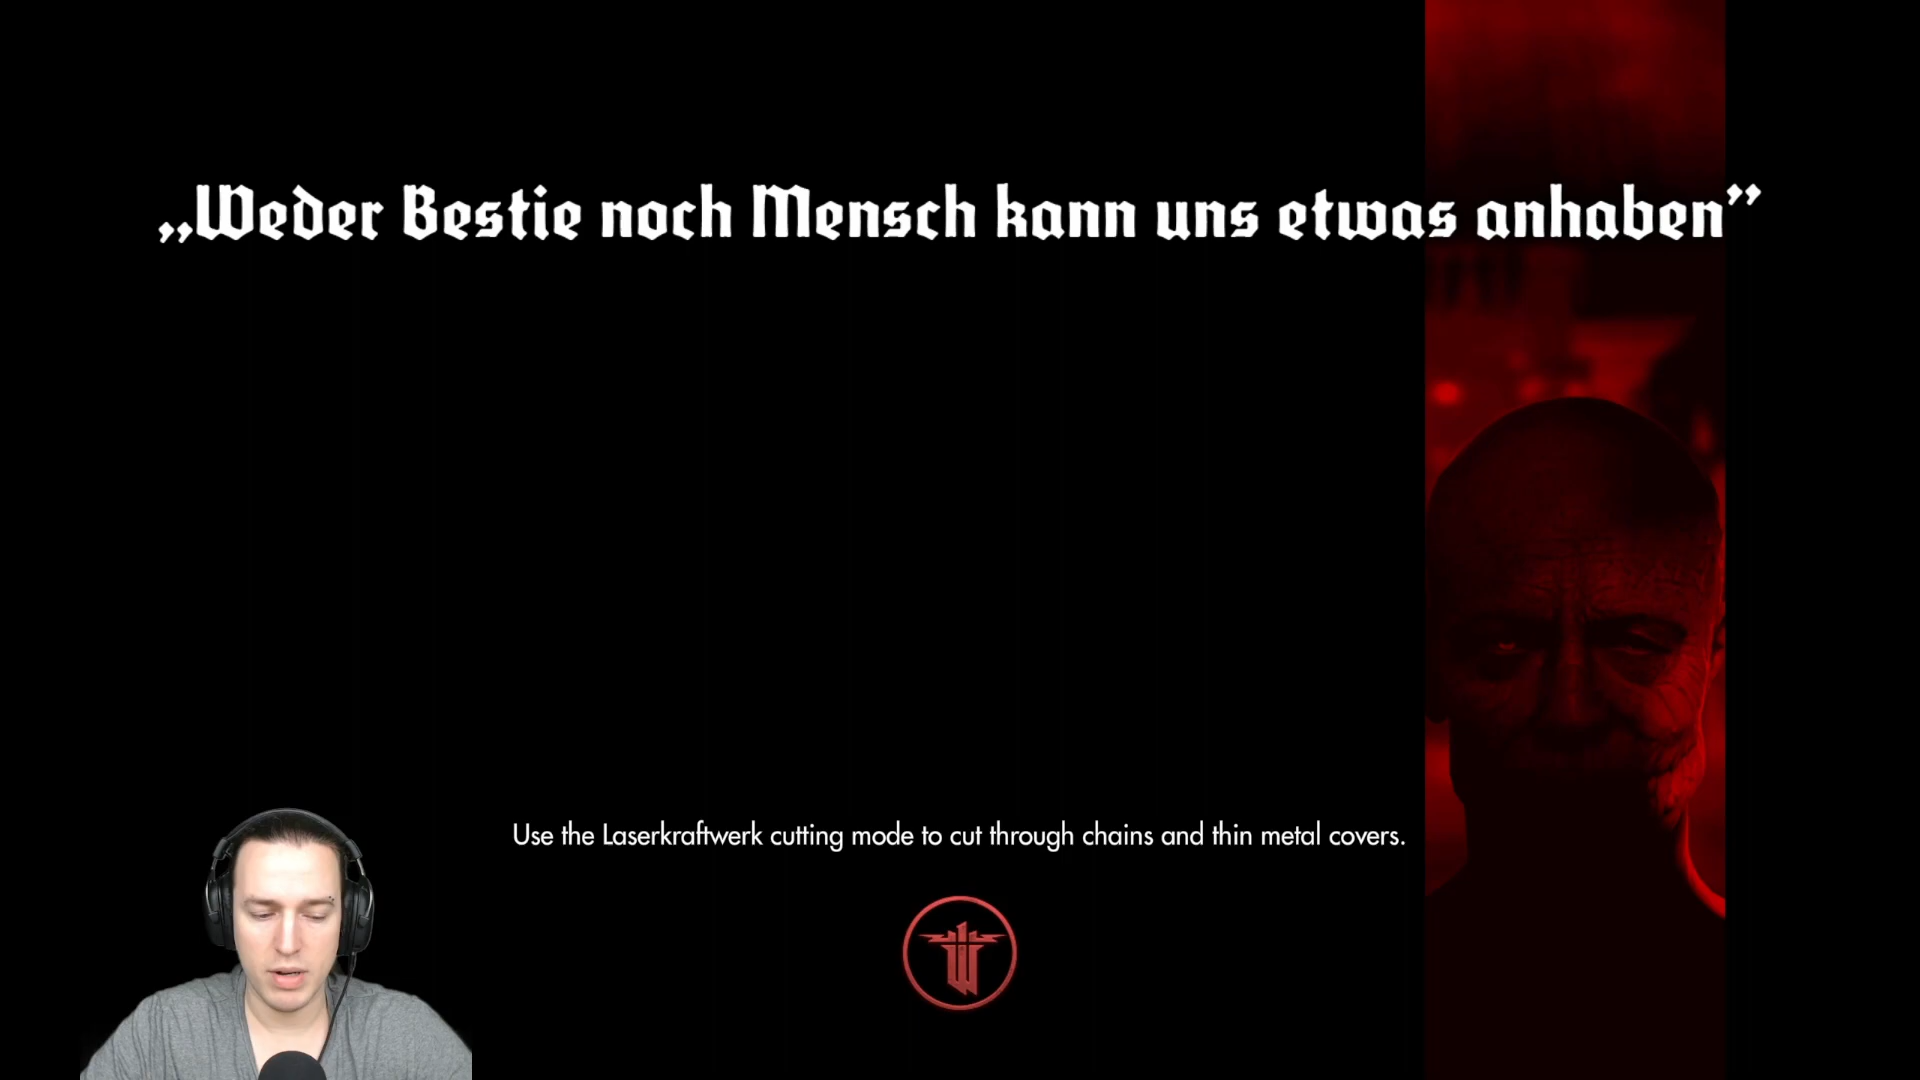 „Weder Bestie noch Mensch kann uns etwas anhaben”
Use the Laserkraftwerk cutting mode to cut through chains and thin metal covers.